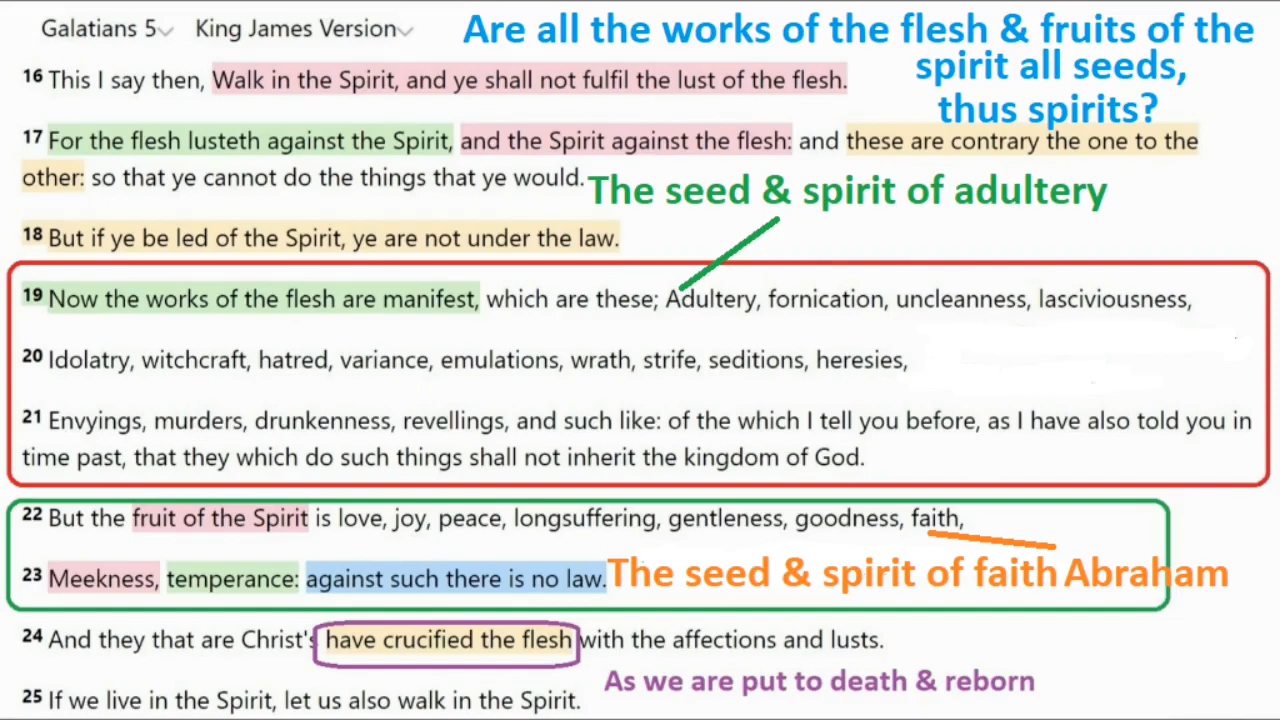 Galatians 5 King James Version Are all the works of the flesh & fruits of the
spirit all seeds,
thus spirits?
16 This I say then, Walk in the Spirit, and ye shall not fulfil the lust of the flesh.
17 For the flesh lusteth against the Spirit, and the Spirit against the flesh: and these are contrary the one to the
other: so that ye cannot do the things that ye would.
The seed & spirit of adultery
18 But if ye be led of the Spirit, ye are not under the law.
19 Now the works of the flesh are manifest, which are these; Adultery, fornication, uncleanness, lasciviousness,
20 Idolatry, witchcraft, hatred, variance, emulations, wrath, strife, seditions, heresies,
21 Envyings, murders, drunkenness, revellings, and such like: of the which I tell you before, as I have also told you in
time past, that they which do such things shall not inherit the kingdom of God.
22 But the fruit of the Spirit is love, joy, peace, longsuffering, gentleness, goodness, faith,
23 Meekness, temperance: against such there is no law. The seed & spirit of faith Abraham
24 And they that are Christ's have crucified the flesh with the affections and lusts.
As we are put to death & reborn
25 If we live in the Spirit, let us also walk in the Spirit.